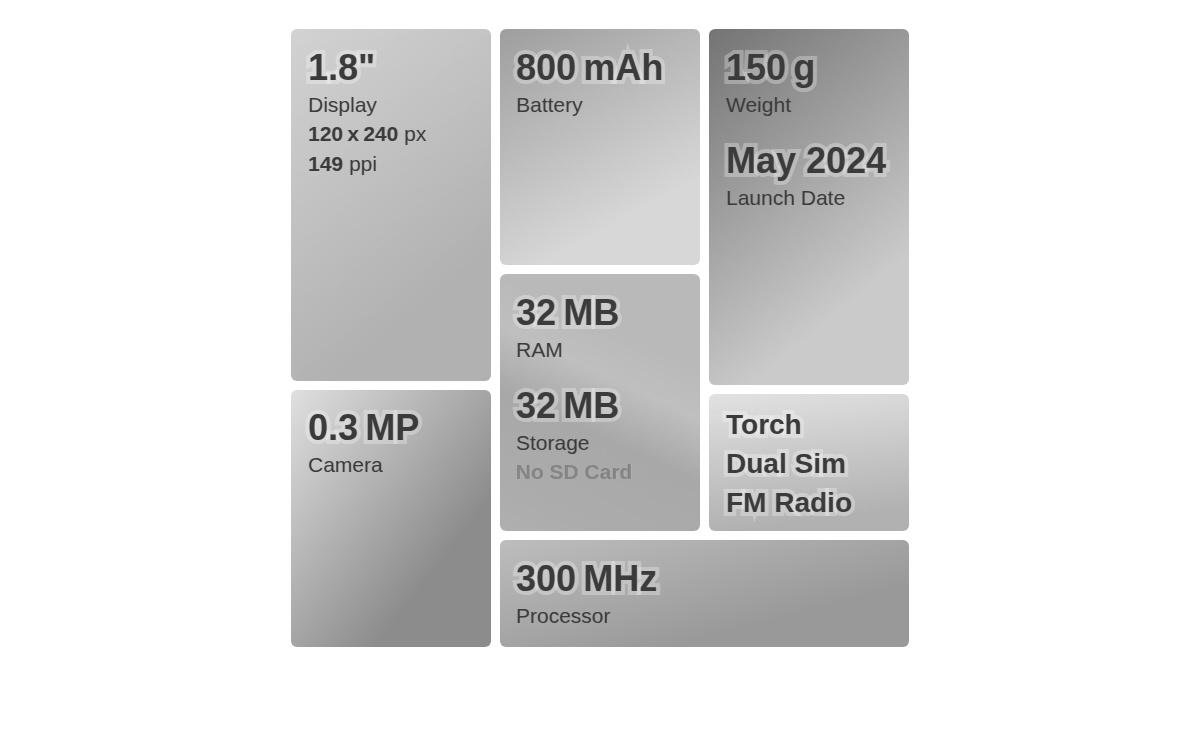 1.8"
Display
120 x 240 px
149 ppi
800 mAh
Battery
150 g
Weight
May 2024
Launch Date
32 MB
RAM
32 MB
Storage
No SD Card
0.3 MP
Camera
Torch
Dual Sim
FM Radio
300 MHz
Processor